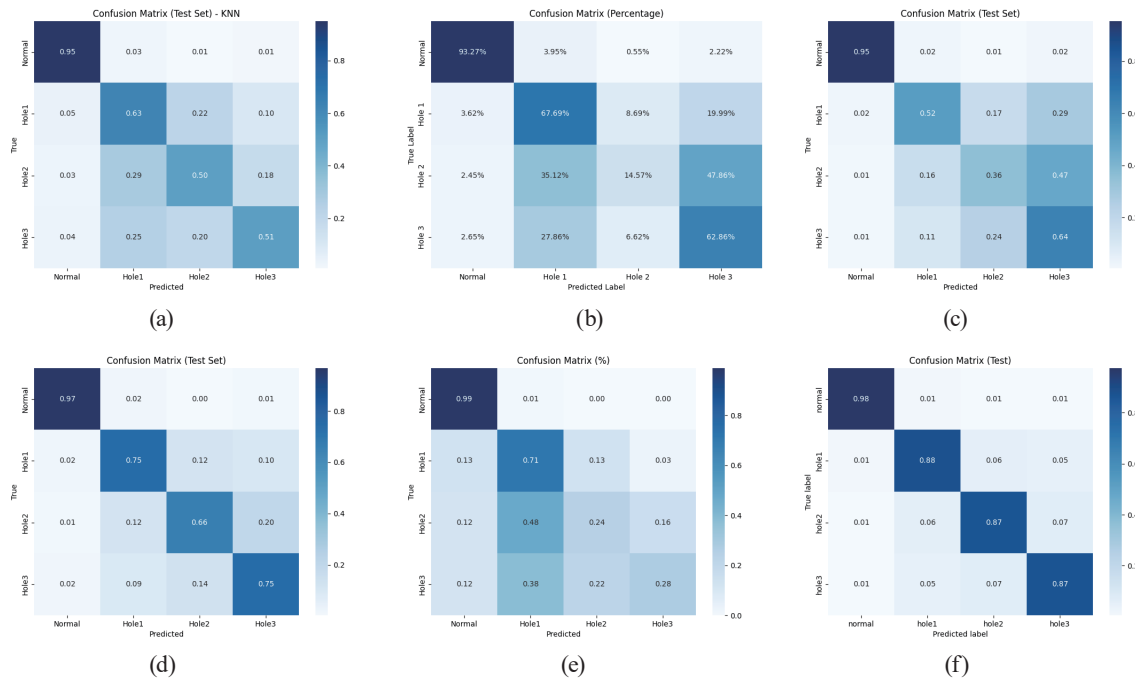 Confusion Matrix (Test Set) - KNN
Normal 0.95 0.03 0.01 0.01
Hole1 0.05 0.63 0.22 0.10
Hole2 0.03 0.29 0.50 0.18
Hole3 0.04 0.25 0.20 0.51
True
Normal Hole1 Hole2 Hole3
Predicted
0.8
0.6
0.4
0.2
(a)
Confusion Matrix (Percentage)
Normal 93.27% 3.95% 0.55% 2.22%
Hole 1 3.62% 67.69% 8.69% 19.99%
Hole 2 2.45% 35.12% 14.57% 47.86%
Hole 3 2.65% 27.86% 6.62% 62.86%
True Label
Normal Hole 1 Hole 2 Hole 3
Predicted Label
(b)
Confusion Matrix (Test Set)
Normal 0.95 0.02 0.01 0.02
Hole1 0.02 0.52 0.17 0.29
Hole2 0.01 0.16 0.36 0.47
Hole3 0.01 0.11 0.24 0.64
True
Normal Hole1 Hole2 Hole3
Predicted
(c)
Confusion Matrix (Test Set)
Normal 0.97 0.02 0.00 0.01
Hole1 0.02 0.75 0.12 0.10
Hole2 0.01 0.12 0.66 0.20
Hole3 0.02 0.09 0.14 0.75
True
Normal Hole1 Hole2 Hole3
Predicted
0.8
0.6
0.4
0.2
(d)
Confusion Matrix (%)
Normal 0.99 0.01 0.00 0.00
Hole1 0.13 0.71 0.13 0.03
Hole2 0.12 0.48 0.24 0.16
Hole3 0.12 0.38 0.22 0.28
True
Normal Hole1 Hole2 Hole3
Predicted
0.8
0.6
0.4
0.2
0.0
(e)
Confusion Matrix (Test)
normal 0.98 0.01 0.01 0.01
hole1 0.01 0.88 0.06 0.05
hole2 0.01 0.06 0.87 0.07
hole3 0.01 0.05 0.07 0.87
True label
normal hole1 hole2 hole3
Predicted label
(f)